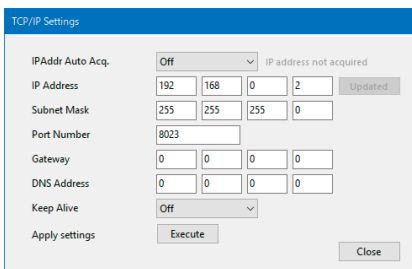 TCP/IP Settings
IPAddr Auto Acq. Off IP address not acquired
IP Address 192 168 0 2 Updated
Subnet Mask 255 255 255 0
Port Number 8023
Gateway 0 0 0 0
DNS Address 0 0 0 0
Keep Alive Off
Apply settings Execute
Close